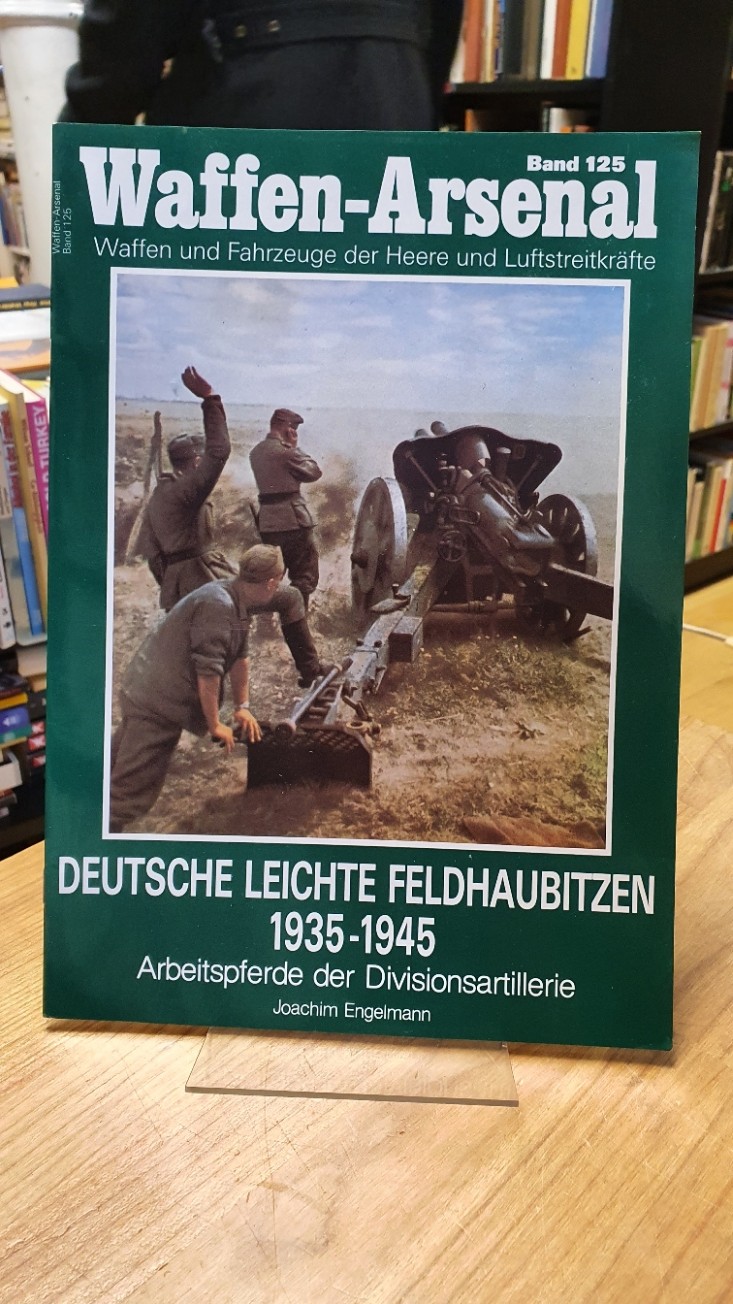 Band 125
Waffen-Arsenal
Waffen und Fahrzeuge der Heere und Luftstreitkräfte
Waffen-Arsenal
Band 125
DEUTSCHE LEICHTE FELDHAUBITZEN
1935-1945
Arbeitspferde der Divisionsartillerie
Joachim Engelmann
TURKEY